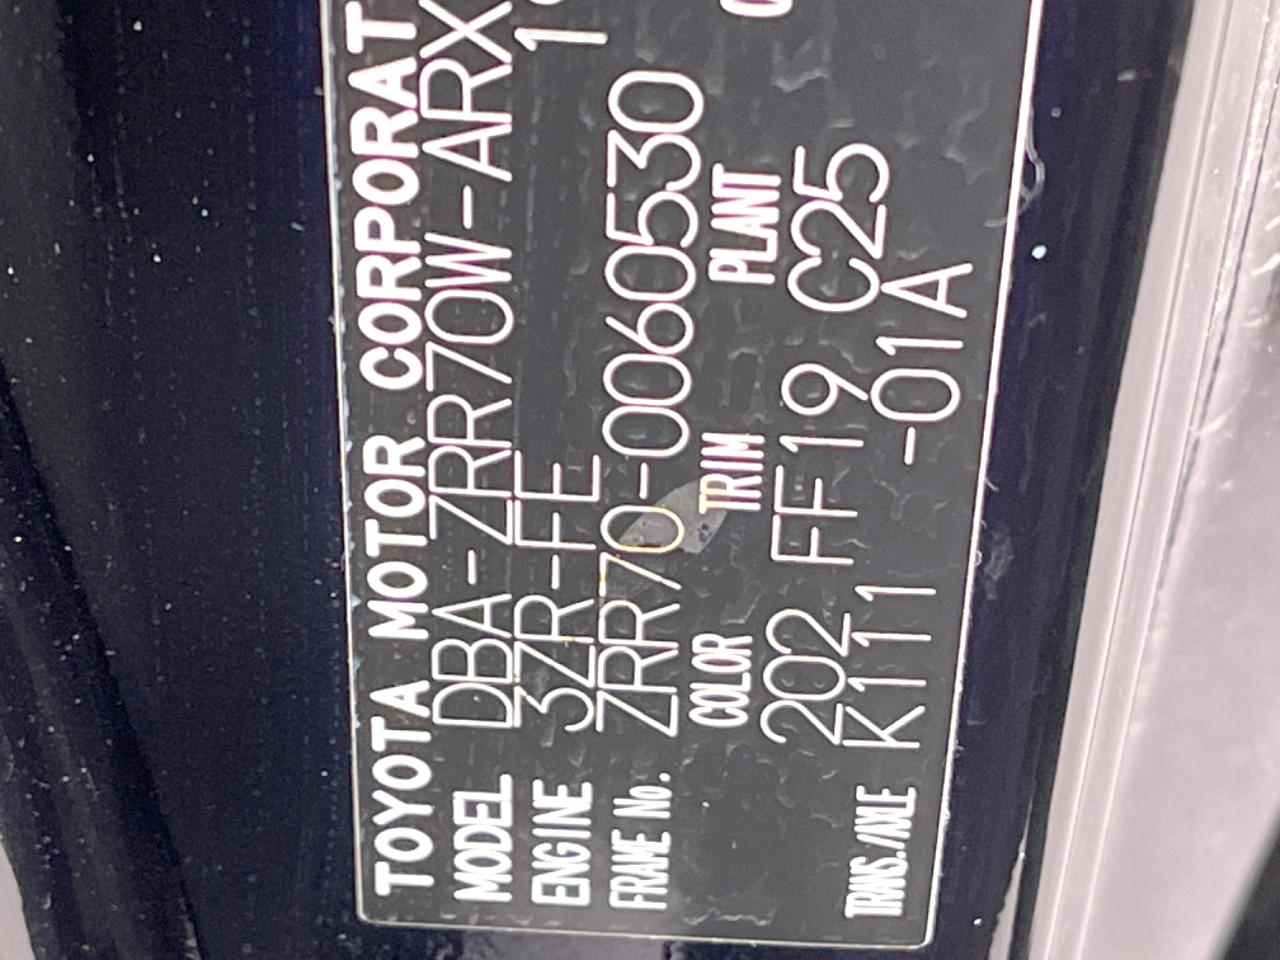 TOYOTA MOTOR CORPORAT
MODEL DBA-ZRR70W-ARX
ENGINE 3ZR-FE 19
FRAME No. ZRR70-0060530
COLOR TRIM PLANT
202 FF19 C25
TRANS./AXLE K111 -01A